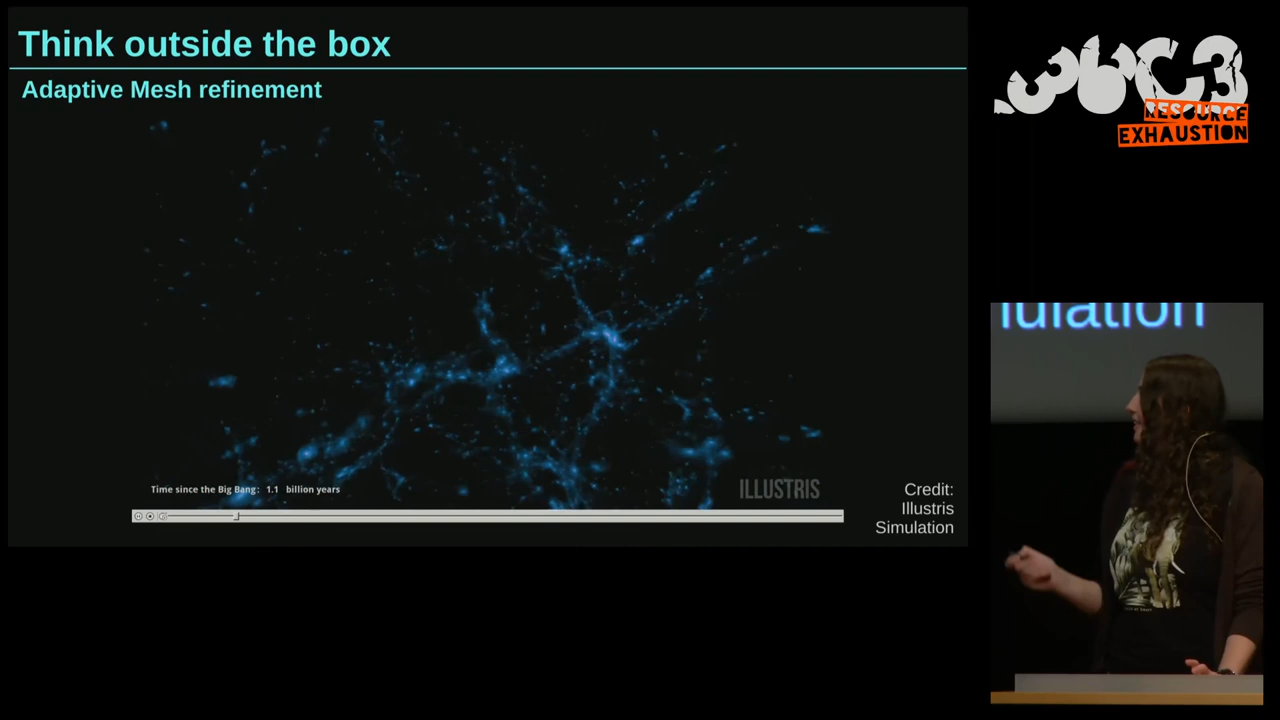 Think outside the box
Adaptive Mesh refinement
Time since the Big Bang: 1.1 billion years
ILLUSTRIS
Credit:
Illustris
Simulation
36C3
RESOURCE
EXHAUSTION
ulation